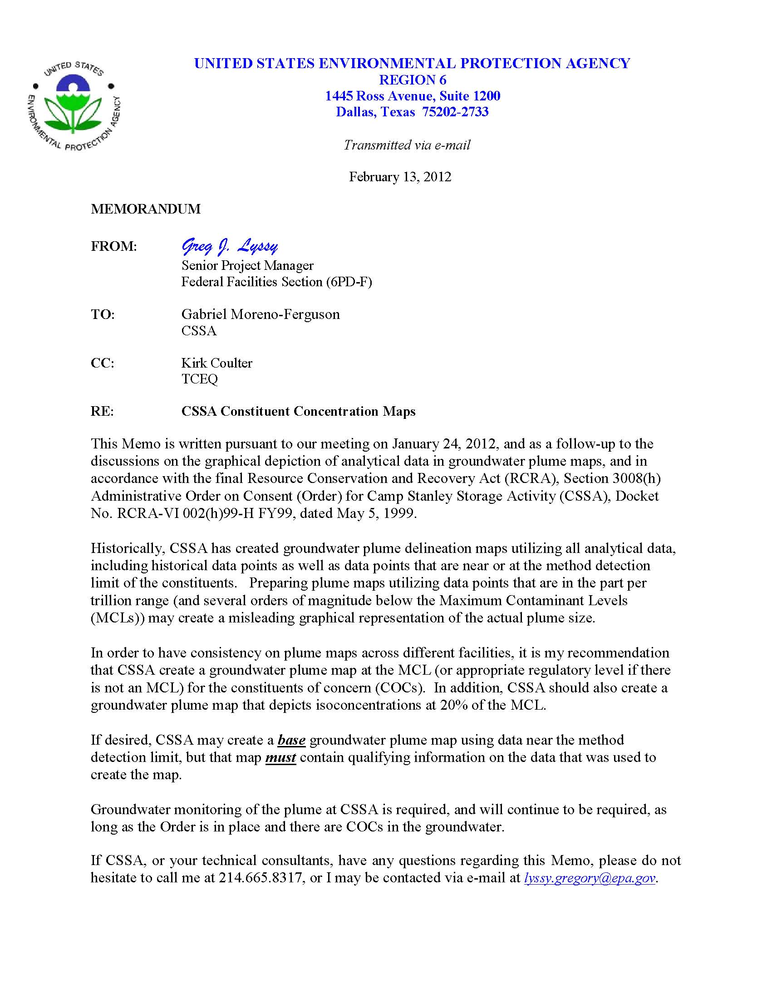 UNITED STATES
ENVIRONMENTAL PROTECTION AGENCY
UNITED STATES ENVIRONMENTAL PROTECTION AGENCY
REGION 6
1445 Ross Avenue, Suite 1200
Dallas, Texas 75202-2733
Transmitted via e-mail
February 13, 2012
MEMORANDUM
FROM: Greg J. Lyssy
Senior Project Manager
Federal Facilities Section (6PD-F)
TO: Gabriel Moreno-Ferguson
CSSA
CC: Kirk Coulter
TCEQ
RE: CSSA Constituent Concentration Maps
This Memo is written pursuant to our meeting on January 24, 2012, and as a follow-up to the
discussions on the graphical depiction of analytical data in groundwater plume maps, and in
accordance with the final Resource Conservation and Recovery Act (RCRA), Section 3008(h)
Administrative Order on Consent (Order) for Camp Stanley Storage Activity (CSSA), Docket
No. RCRA-VI 002(h)99-H FY99, dated May 5, 1999.
Historically, CSSA has created groundwater plume delineation maps utilizing all analytical data,
including historical data points as well as data points that are near or at the method detection
limit of the constituents. Preparing plume maps utilizing data points that are in the part per
trillion range (and several orders of magnitude below the Maximum Contaminant Levels
(MCLs)) may create a misleading graphical representation of the actual plume size.
In order to have consistency on plume maps across different facilities, it is my recommendation
that CSSA create a groundwater plume map at the MCL (or appropriate regulatory level if there
is not an MCL) for the constituents of concern (COCs). In addition, CSSA should also create a
groundwater plume map that depicts isoconcentrations at 20% of the MCL.
If desired, CSSA may create a base groundwater plume map using data near the method
detection limit, but that map must contain qualifying information on the data that was used to
create the map.
Groundwater monitoring of the plume at CSSA is required, and will continue to be required, as
long as the Order is in place and there are COCs in the groundwater.
If CSSA, or your technical consultants, have any questions regarding this Memo, please do not
hesitate to call me at 214.665.8317, or I may be contacted via e-mail at lyssy.gregory@epa.gov.